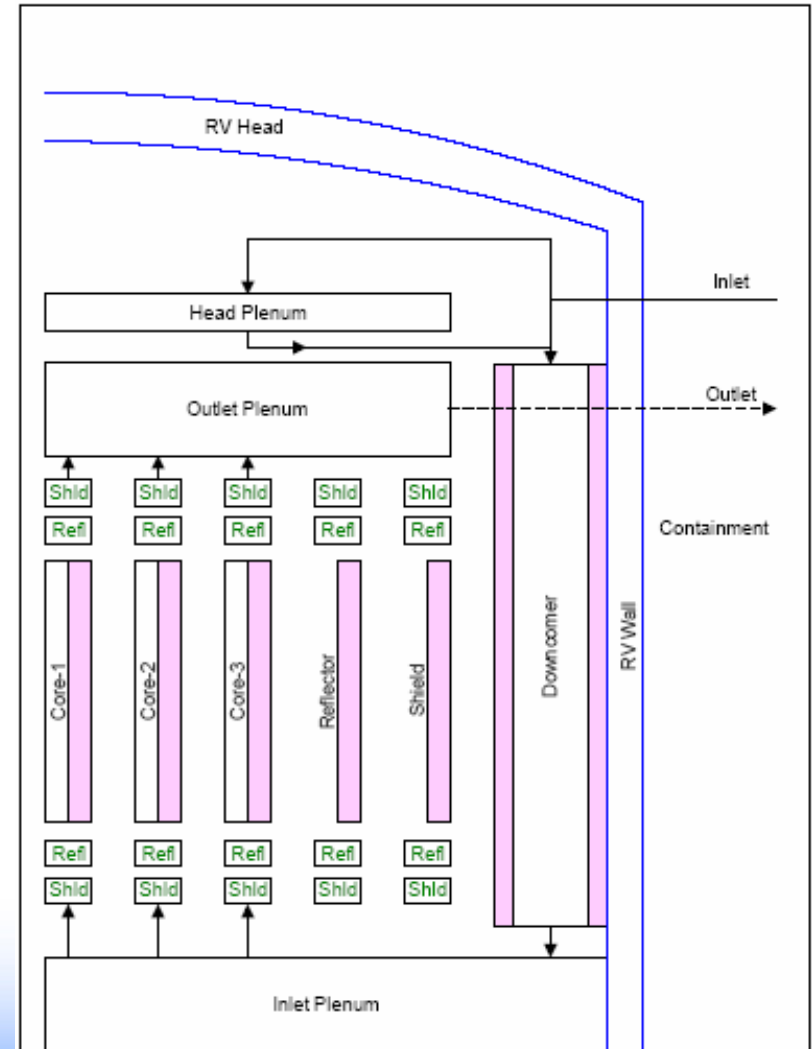 RV Head
Inlet
Head Plenum
Outlet
Outlet Plenum
Shld Shld Shld Shld Shld
Refl Refl Refl Refl Refl
Containment
Core-1 Core-2 Core-3 Reflector Shield Downcomer RV Wall
Refl Refl Refl Refl Refl
Shld Shld Shld Shld Shld
Inlet Plenum